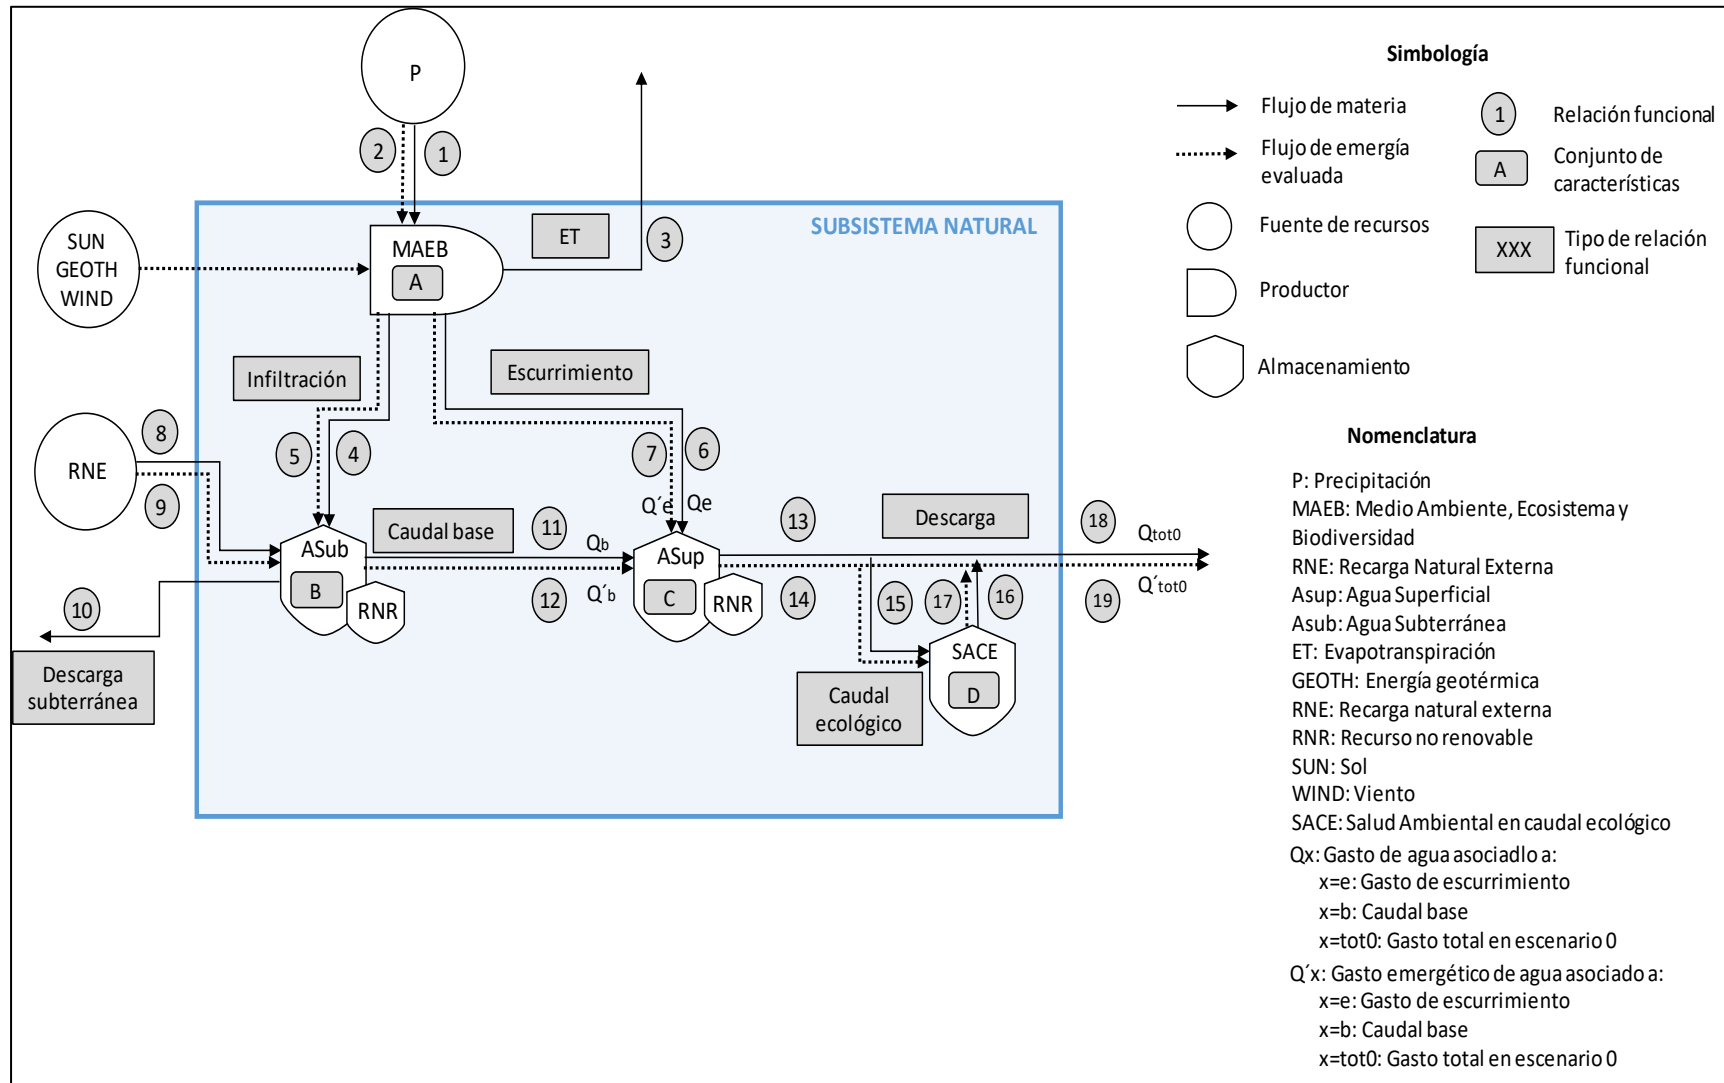 P
2
1
SUN
GEOTH
WIND
SUBSISTEMA NATURAL
MAEB
A
ET
3
Infiltración
Escurrimiento
RNE
8
9
5
4
7
6
Q´e
Qe
ASub
B
RNR
Caudal base
11
Qb
12
Q´b
ASup
C
RNR
13
14
Descarga
18
Qtot0
19
Q´tot0
15
17
16
SACE
D
Caudal
ecológico
10
Descarga
subterránea
Simbología
Flujo de materia
Flujo de emergía
evaluada
Fuente de recursos
Productor
Almacenamiento
1
Relación funcional
A
Conjunto de
características
XXX
Tipo de relación
funcional
Nomenclatura
P: Precipitación
MAEB: Medio Ambiente, Ecosistema y
Biodiversidad
RNE: Recarga Natural Externa
Asup: Agua Superficial
Asub: Agua Subterránea
ET: Evapotranspiración
GEOTH: Energía geotérmica
RNE: Recarga natural externa
RNR: Recurso no renovable
SUN: Sol
WIND: Viento
SACE: Salud Ambiental en caudal ecológico
Qx: Gasto de agua asociadlo a:
x=e: Gasto de escurrimiento
x=b: Caudal base
x=tot0: Gasto total en escenario 0
Q´x: Gasto emergético de agua asociado a:
x=e: Gasto de escurrimiento
x=b: Caudal base
x=tot0: Gasto total en escenario 0